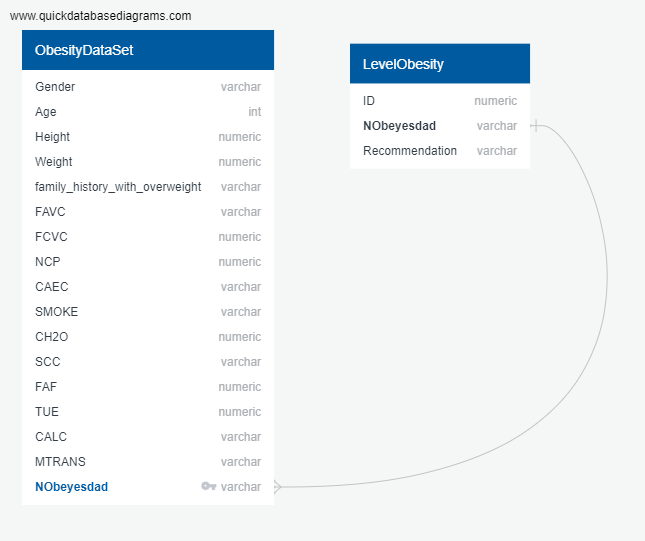 www.quickdatabasediagrams.com
ObesityDataSet
Gender varchar
Age int
Height numeric
Weight numeric
family_history_with_overweight varchar
FAVC varchar
FCVC numeric
NCP numeric
CAEC varchar
SMOKE varchar
CH2O numeric
SCC varchar
FAF numeric
TUE numeric
CALC varchar
MTRANS varchar
NObeyesdad varchar
LevelObesity
ID numeric
NObeyesdad varchar
Recommendation varchar